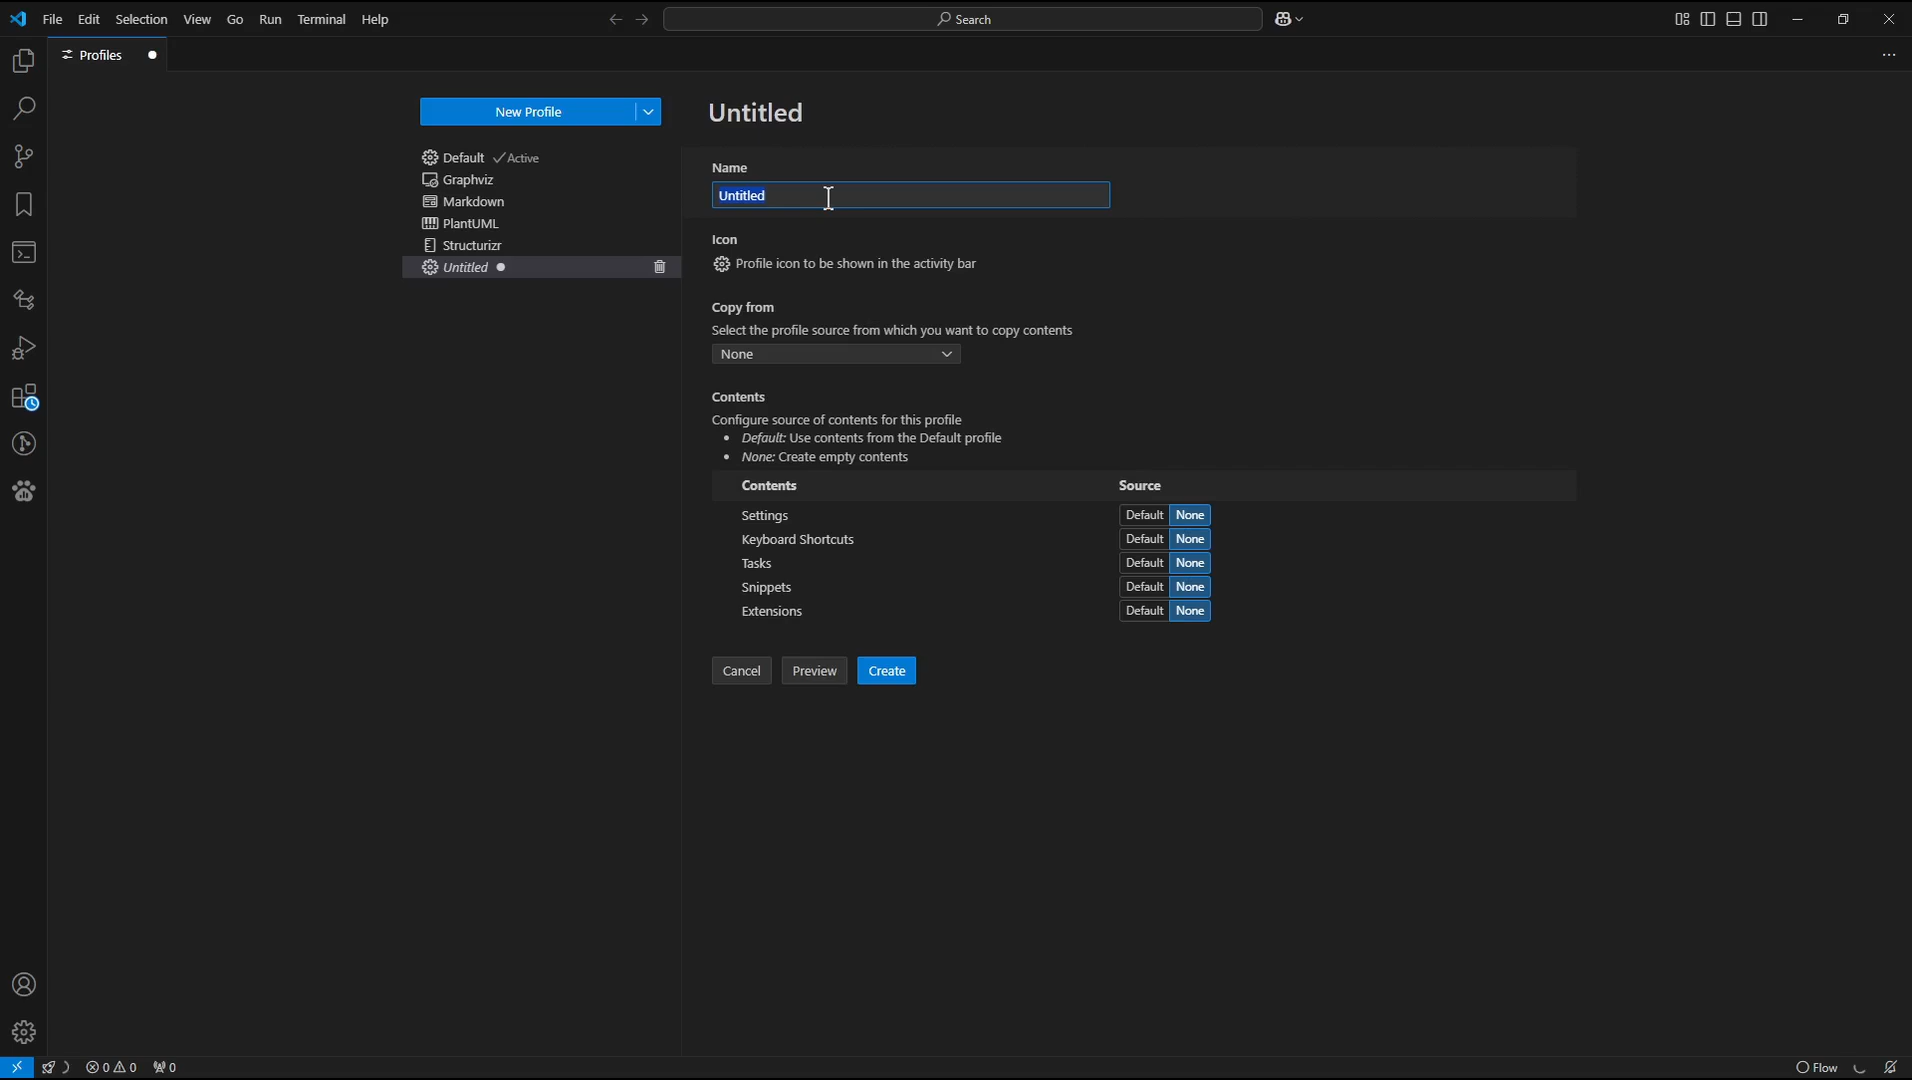 File Edit Selection View Go Run Terminal Help
Search
Profiles
New Profile
Untitled
Default Active
Graphviz
Markdown
PlantUML
Structurizr
Untitled
Name
Untitled
Icon
Profile icon to be shown in the activity bar
Copy from
Select the profile source from which you want to copy contents
None
Contents
Configure source of contents for this profile
Default: Use contents from the Default profile
None: Create empty contents
Contents Source
Settings Default None
Keyboard Shortcuts Default None
Tasks Default None
Snippets Default None
Extensions Default None
Cancel Preview Create
0 0 0 Flow